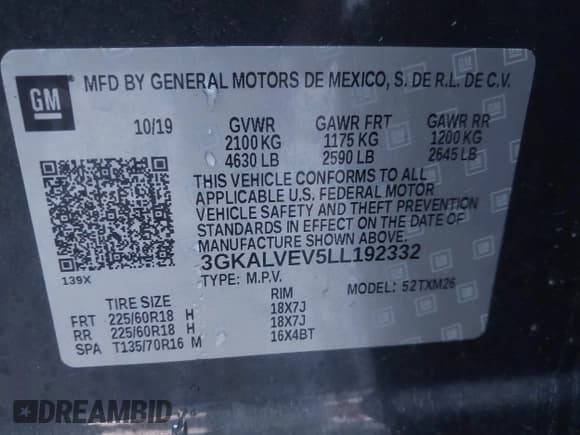 GM
MFD BY GENERAL MOTORS DE MEXICO, S. DE R.L. DE C.V.
10/19 GVWR GAWR FRT GAWR RR
2100 KG 1175 KG 1200 KG
4630 LB 2590 LB 2645 LB
THIS VEHICLE CONFORMS TO ALL
APPLICABLE U.S. FEDERAL MOTOR
VEHICLE SAFETY AND THEFT PREVENTION
STANDARDS IN EFFECT ON THE DATE OF
MANUFACTURE SHOWN ABOVE.
3GKALVEV5LL192332
139X TYPE: M.P.V. MODEL: 52TXM26
TIRE SIZE RIM
FRT 225/60R18 H 18X7J
RR 225/60R18 H 18X7J
SPA T135/70R16 M 16X4BT
DREAMBID